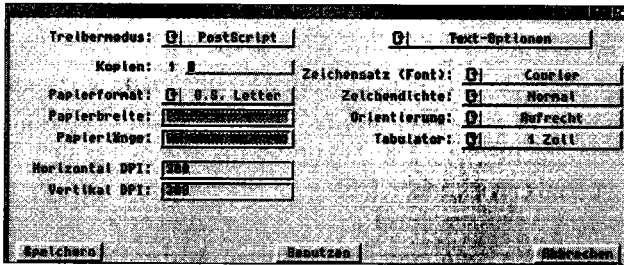 Treibermodus: PostScript
Kopien: 1
Papierformat: U.S. Letter
Papierbreite:
Papierlänge:
Horizontal DPI: 300
Vertikal DPI: 300
Text-Optionen
Zeichensatz (Font): Courier
Zeichendichte: Normal
Orientierung: Aufrecht
Tabulator: 1 Zoll
Speichern
Benutzen
Abbrechen